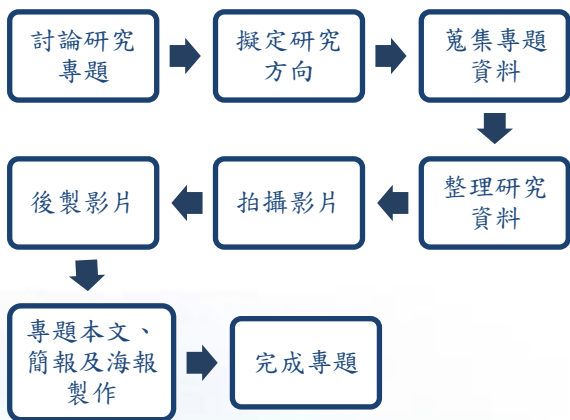 討論研究
專題
擬定研究
方向
蒐集專題
資料
整理研究
資料
拍攝影片
後製影片
專題本文、
簡報及海報
製作
完成專題